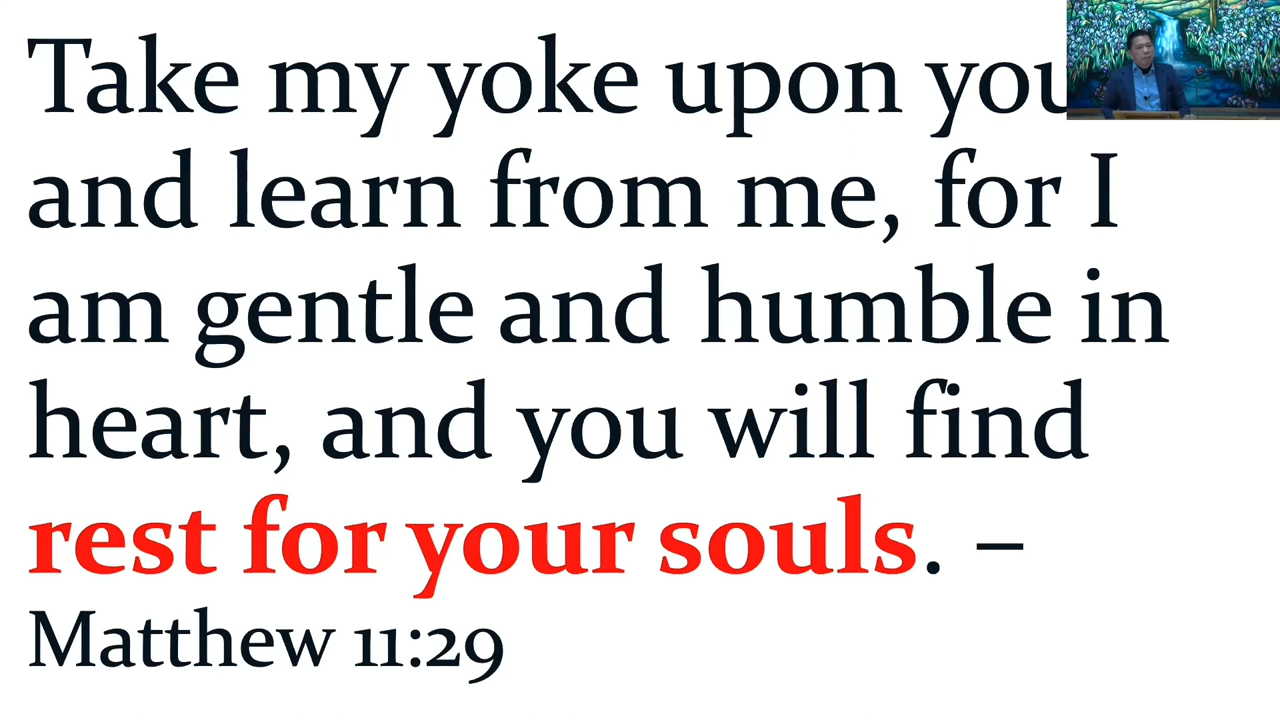 Take my yoke upon you
and learn from me, for I
am gentle and humble in
heart, and you will find
rest for your souls. –
Matthew 11:29